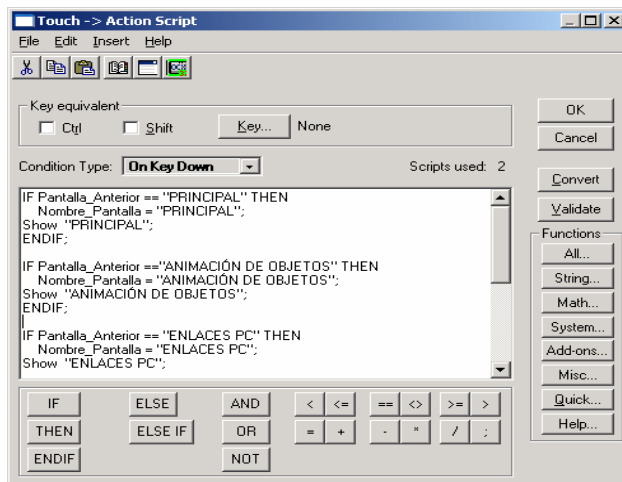 Touch -> Action Script
File Edit Insert Help
Key equivalent
Ctrl Shift Key... None
OK
Cancel
Condition Type: On Key Down Scripts used: 2
Convert
Validate
IF Pantalla_Anterior == "PRINCIPAL" THEN
Nombre_Pantalla = "PRINCIPAL";
Show "PRINCIPAL";
ENDIF;
IF Pantalla_Anterior =="ANIMACIÓN DE OBJETOS" THEN
Nombre_Pantalla = "ANIMACIÓN DE OBJETOS";
Show "ANIMACIÓN DE OBJETOS";
ENDIF;
IF Pantalla_Anterior == "ENLACES PC" THEN
Nombre_Pantalla = "ENLACES PC";
Show "ENLACES PC";
Functions
All...
String...
Math...
System...
Add-ons...
Misc...
Quick...
Help...
IF ELSE AND < <= == <> >= >
THEN ELSE IF OR = + - * / ;
ENDIF NOT